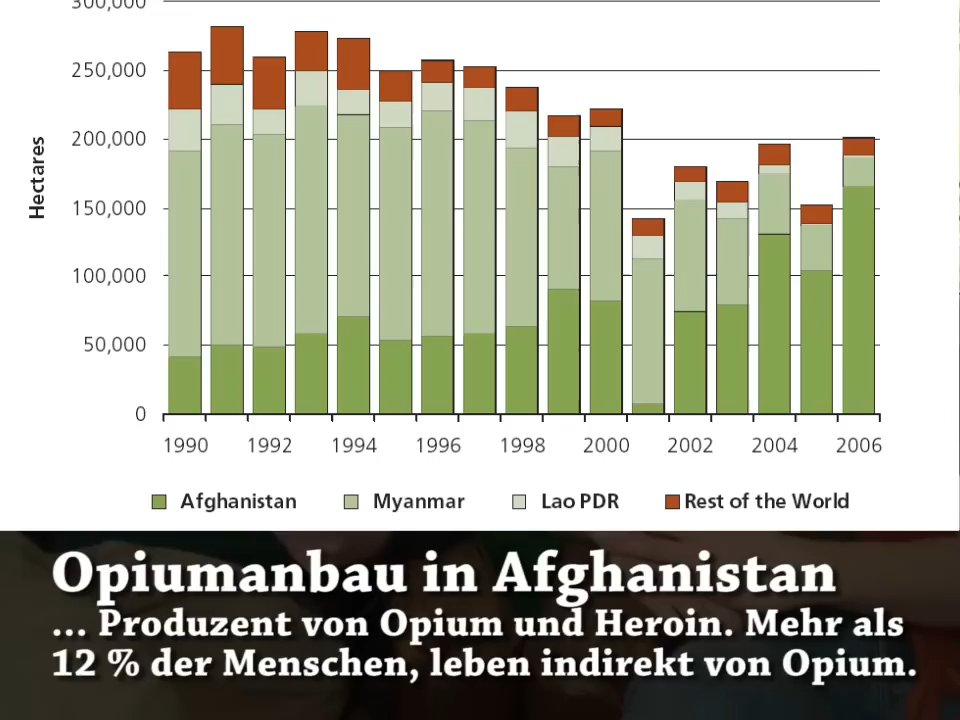 300,000
250,000
200,000
150,000
100,000
50,000
0
Hectares
1990 1992 1994 1996 1998 2000 2002 2004 2006
Afghanistan Myanmar Lao PDR Rest of the World
Opiumanbau in Afghanistan
... Produzent von Opium und Heroin. Mehr als
12 % der Menschen, leben indirekt von Opium.